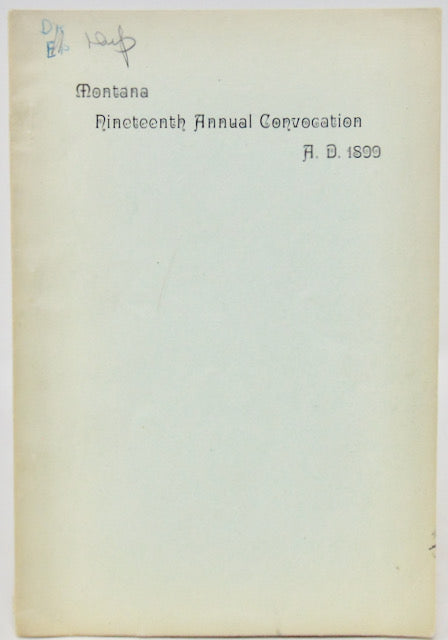 Montana
Nineteenth Annual Convocation
A. D. 1899